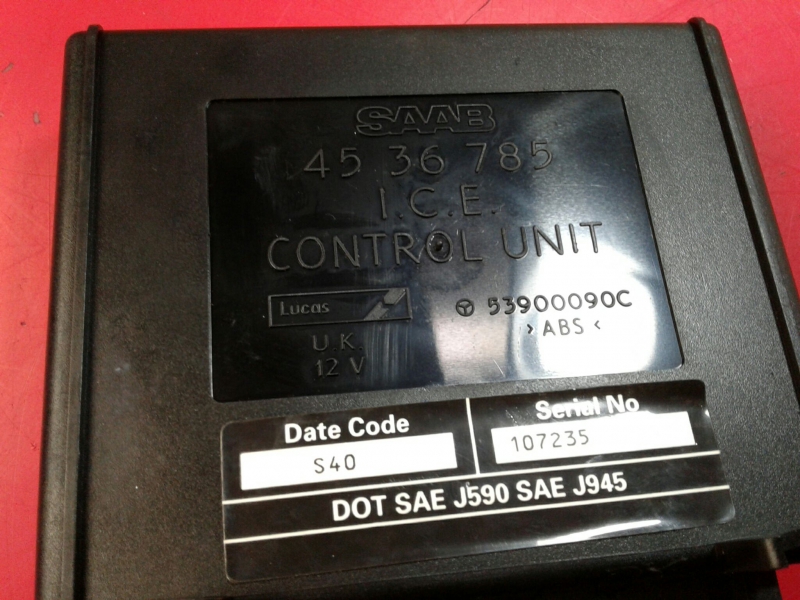 SAAB
45 36 785
I.C.E.
CONTROL UNIT
Lucas 53900090C
U.K. >ABS<
12 V
Date Code Serial No
S40 107235
DOT SAE J590 SAE J945